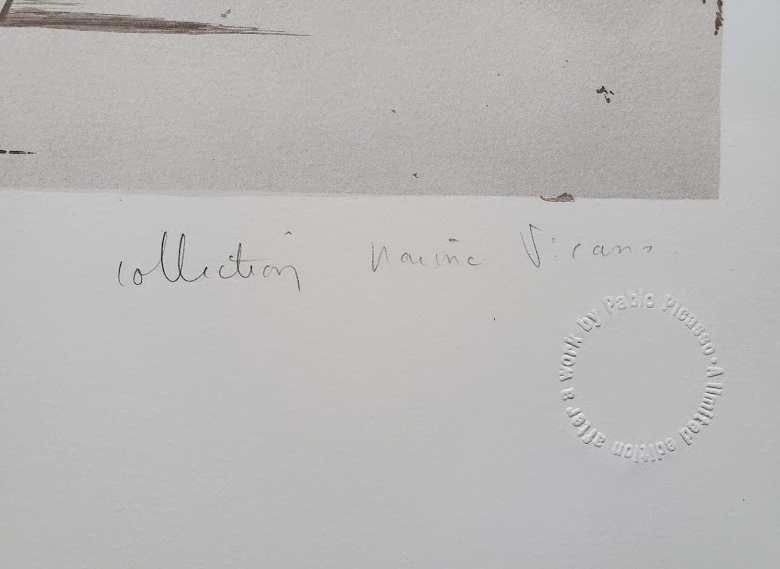 collection Marina Picasso
A limited edition after a work by Pablo Picasso •